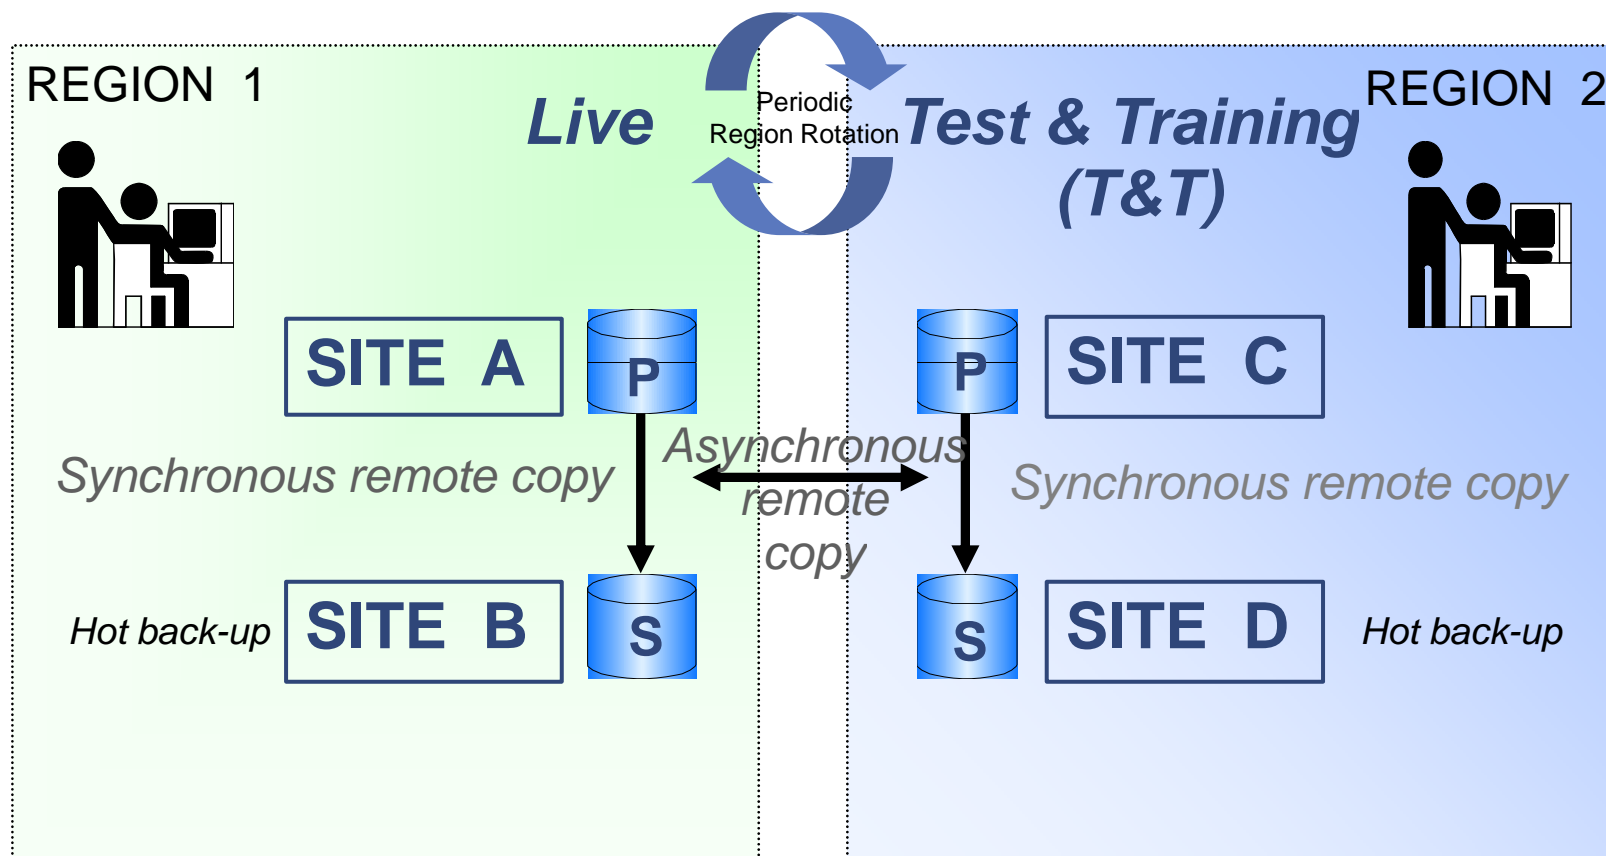 REGION 1
Live
Periodic
Region Rotation
Test & Training
(T&T)
REGION 2
SITE A
P
P
SITE C
Synchronous remote copy
Asynchronous
remote
copy
Synchronous remote copy
Hot back-up
SITE B
S
S
SITE D
Hot back-up